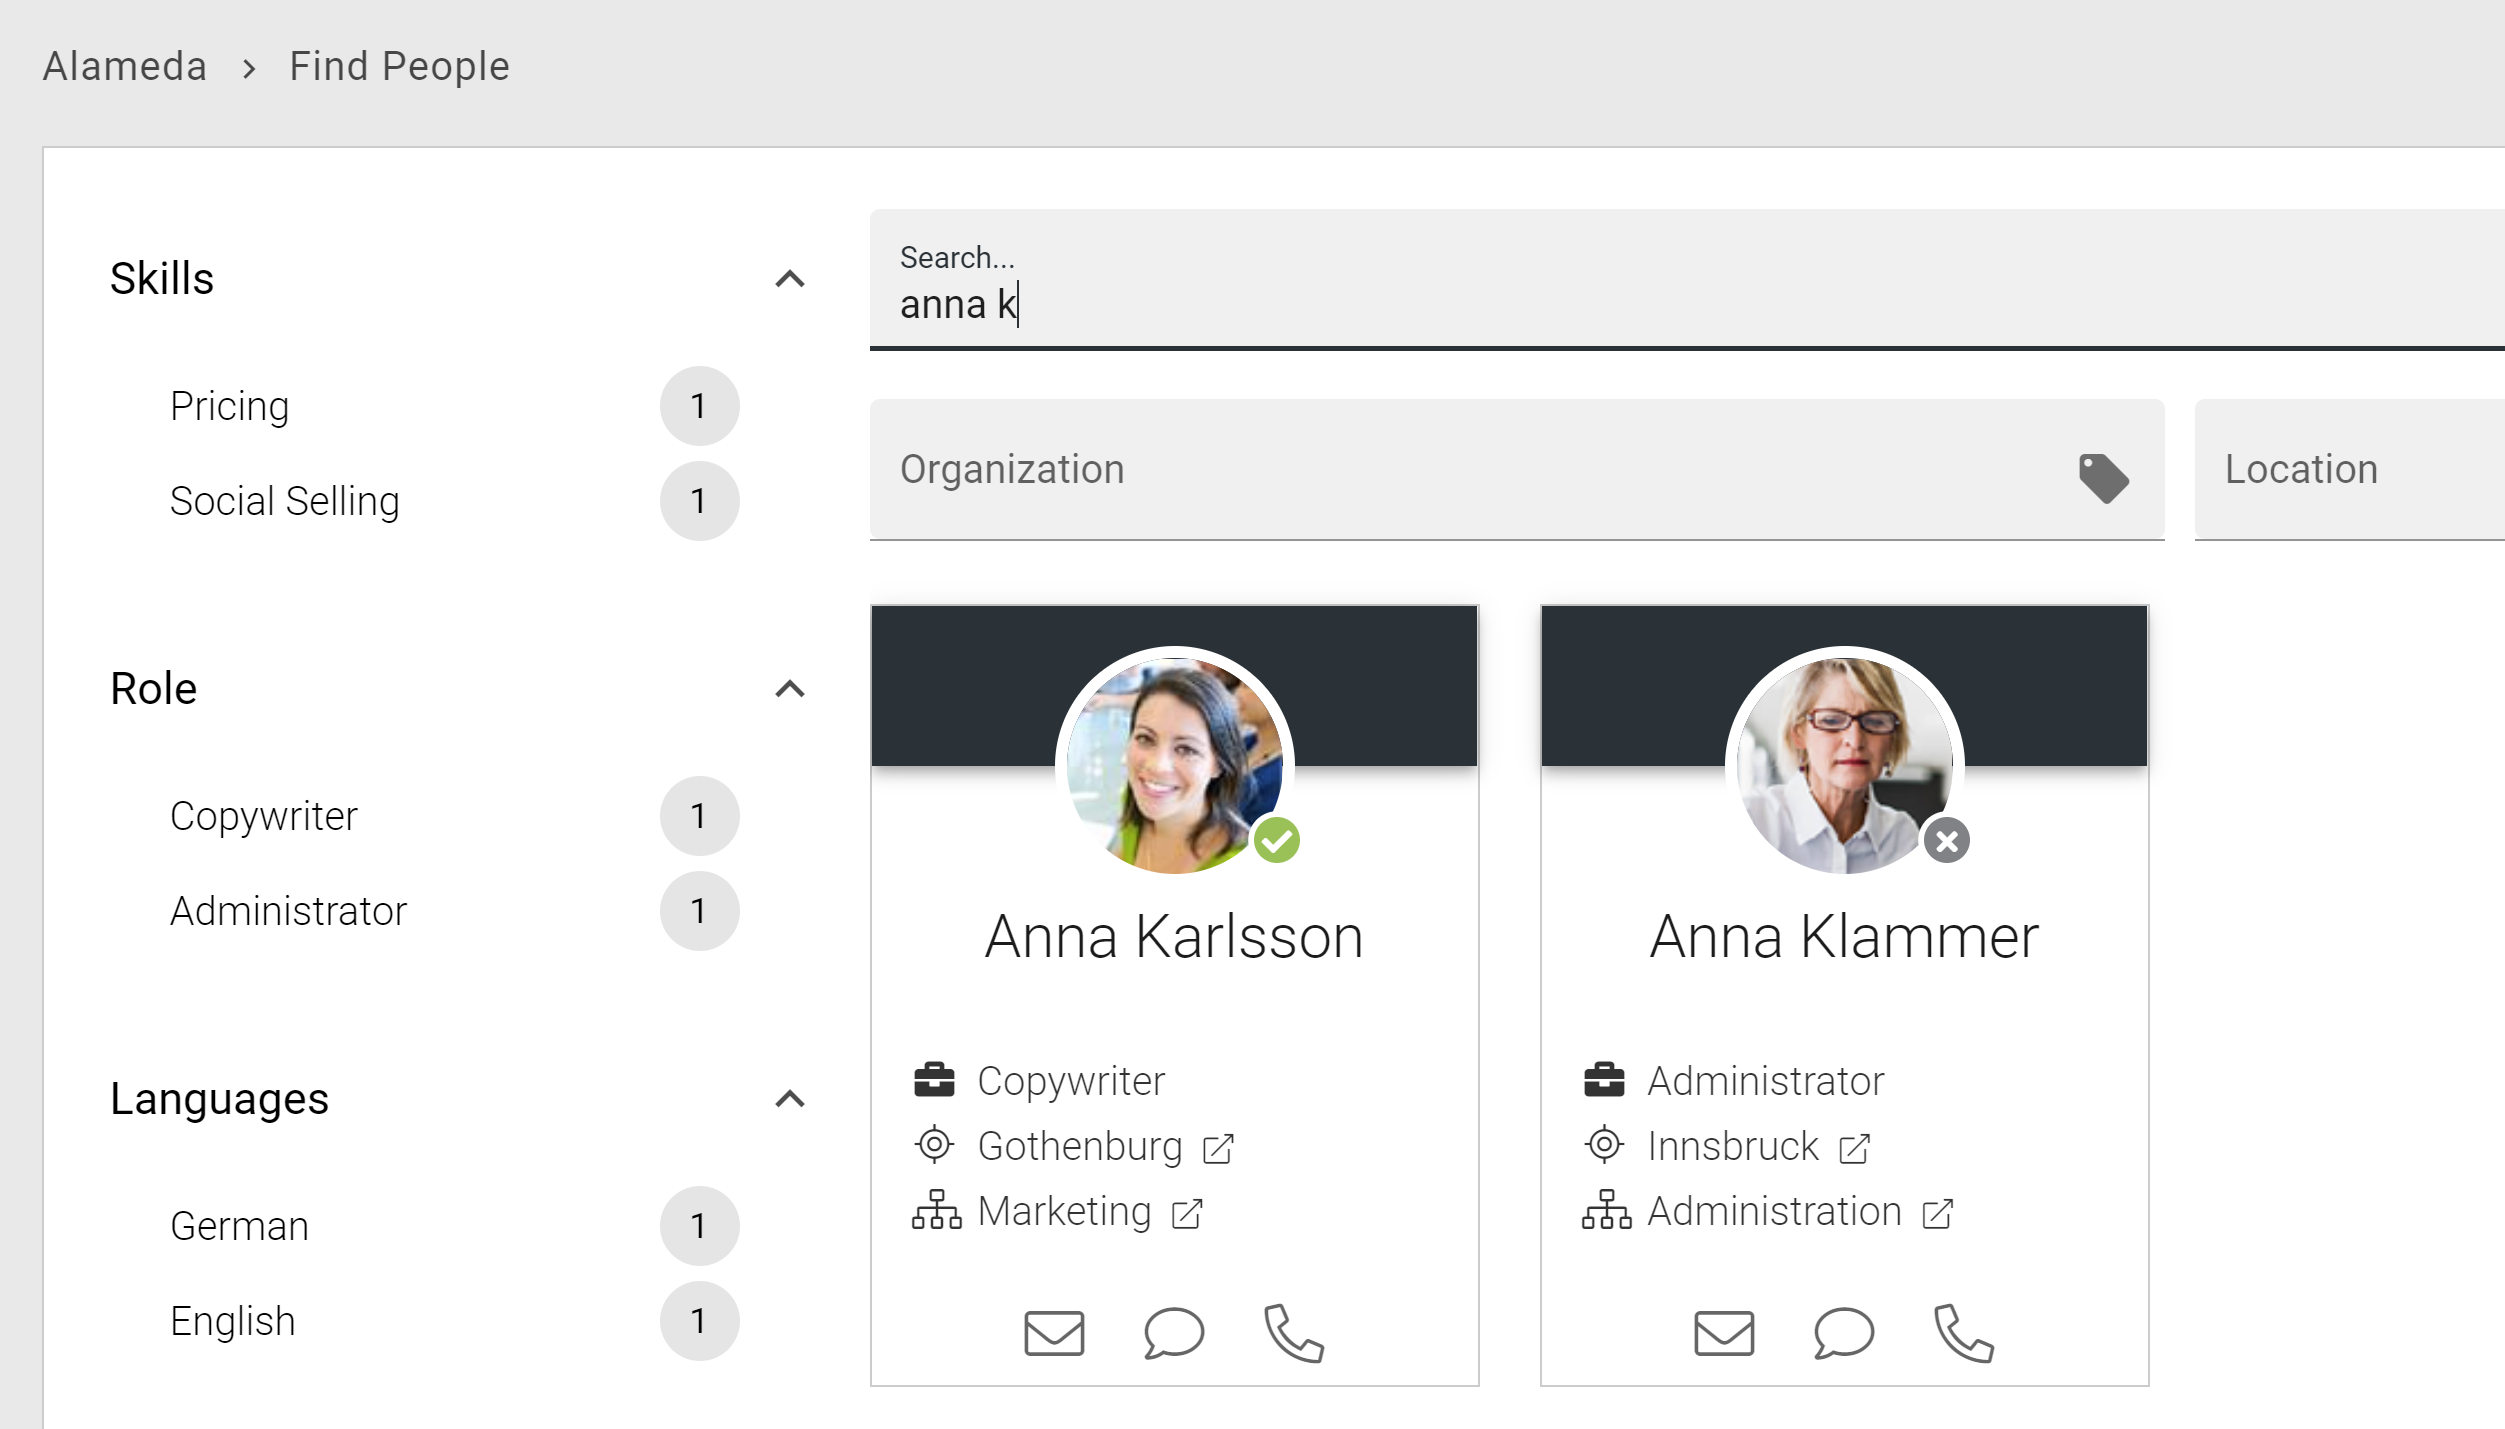 Alameda > Find People
Skills
Pricing 1
Social Selling 1
Role
Copywriter 1
Administrator 1
Languages
German 1
English 1
Search...
anna k
Organization
Location
Anna Karlsson
Copywriter
Gothenburg
Marketing
Anna Klammer
Administrator
Innsbruck
Administration